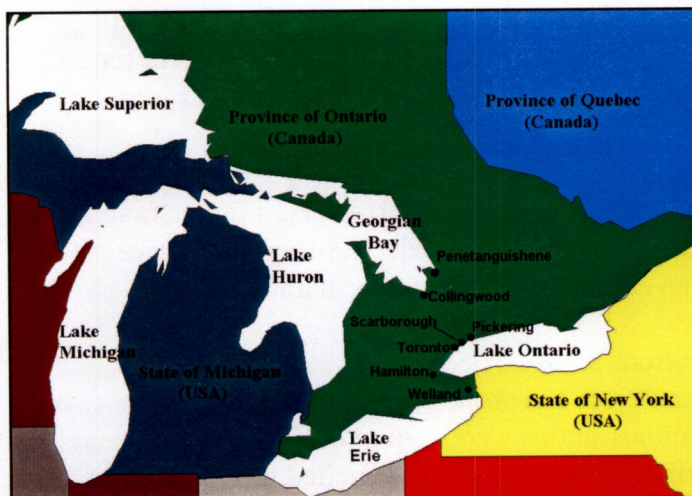 Lake Superior
Province of Ontario
(Canada)
Province of Quebec
(Canada)
Georgian
Bay
Lake
Huron
Penetanguishene
Collingwood
Lake
Michigan
Scarborough
Pickering
Toronto
Lake Ontario
State of Michigan
(USA)
Hamilton
Welland
State of New York
(USA)
Lake
Erie